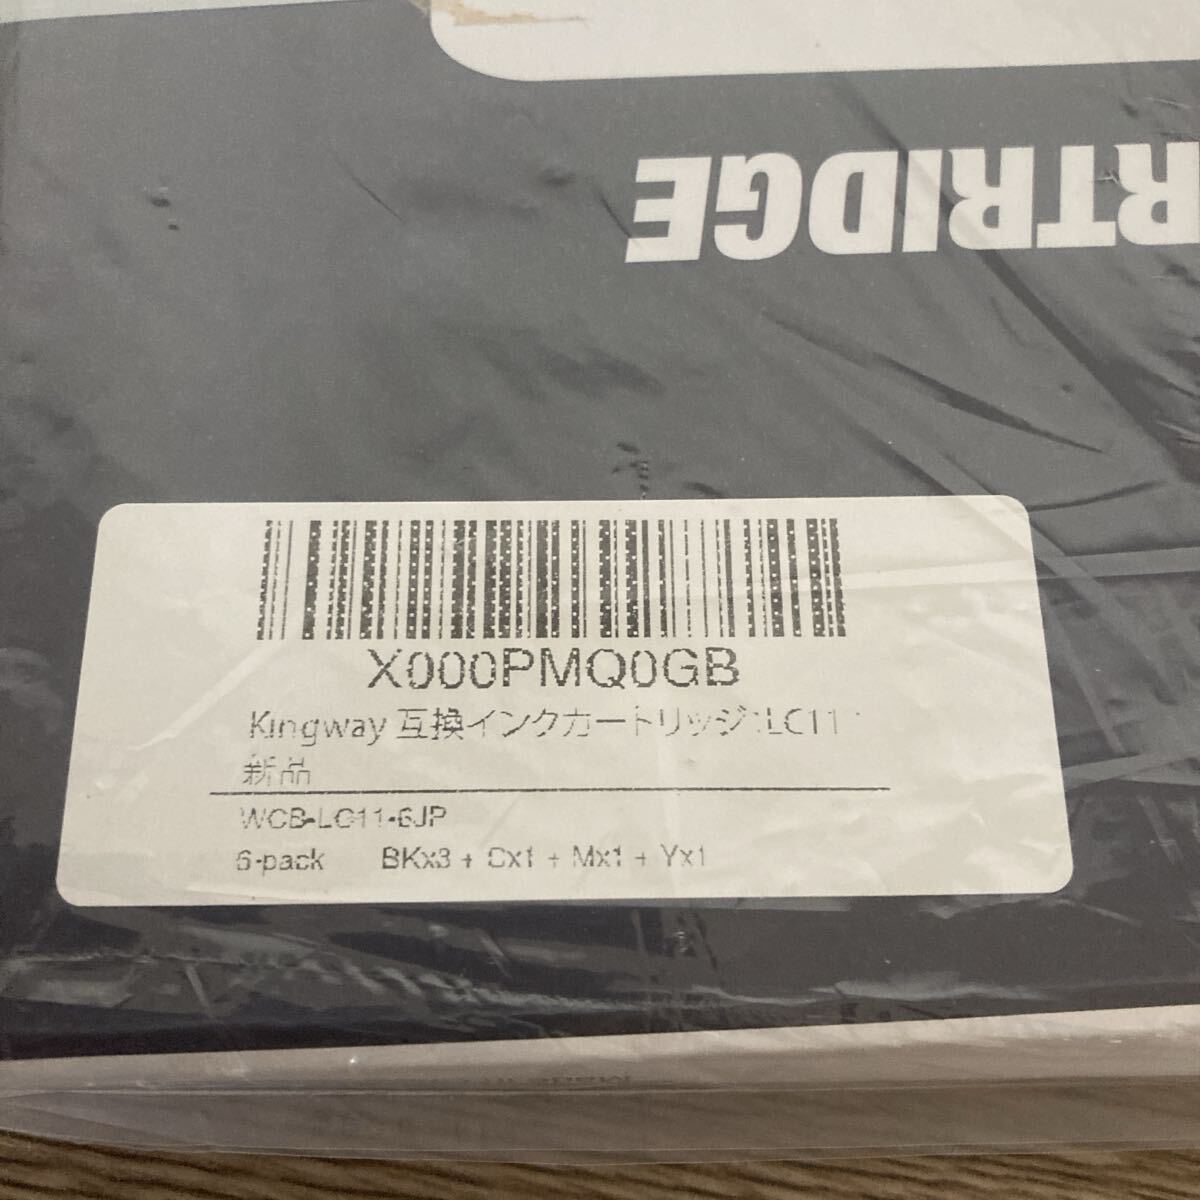 RTRIDGE
X000PMQ0GB
Kingway 互換インクカートリッジ:LC11
新品
WCB-LC11-6JP
6-pack BKx3 + Cx1 + Mx1 + Yx1